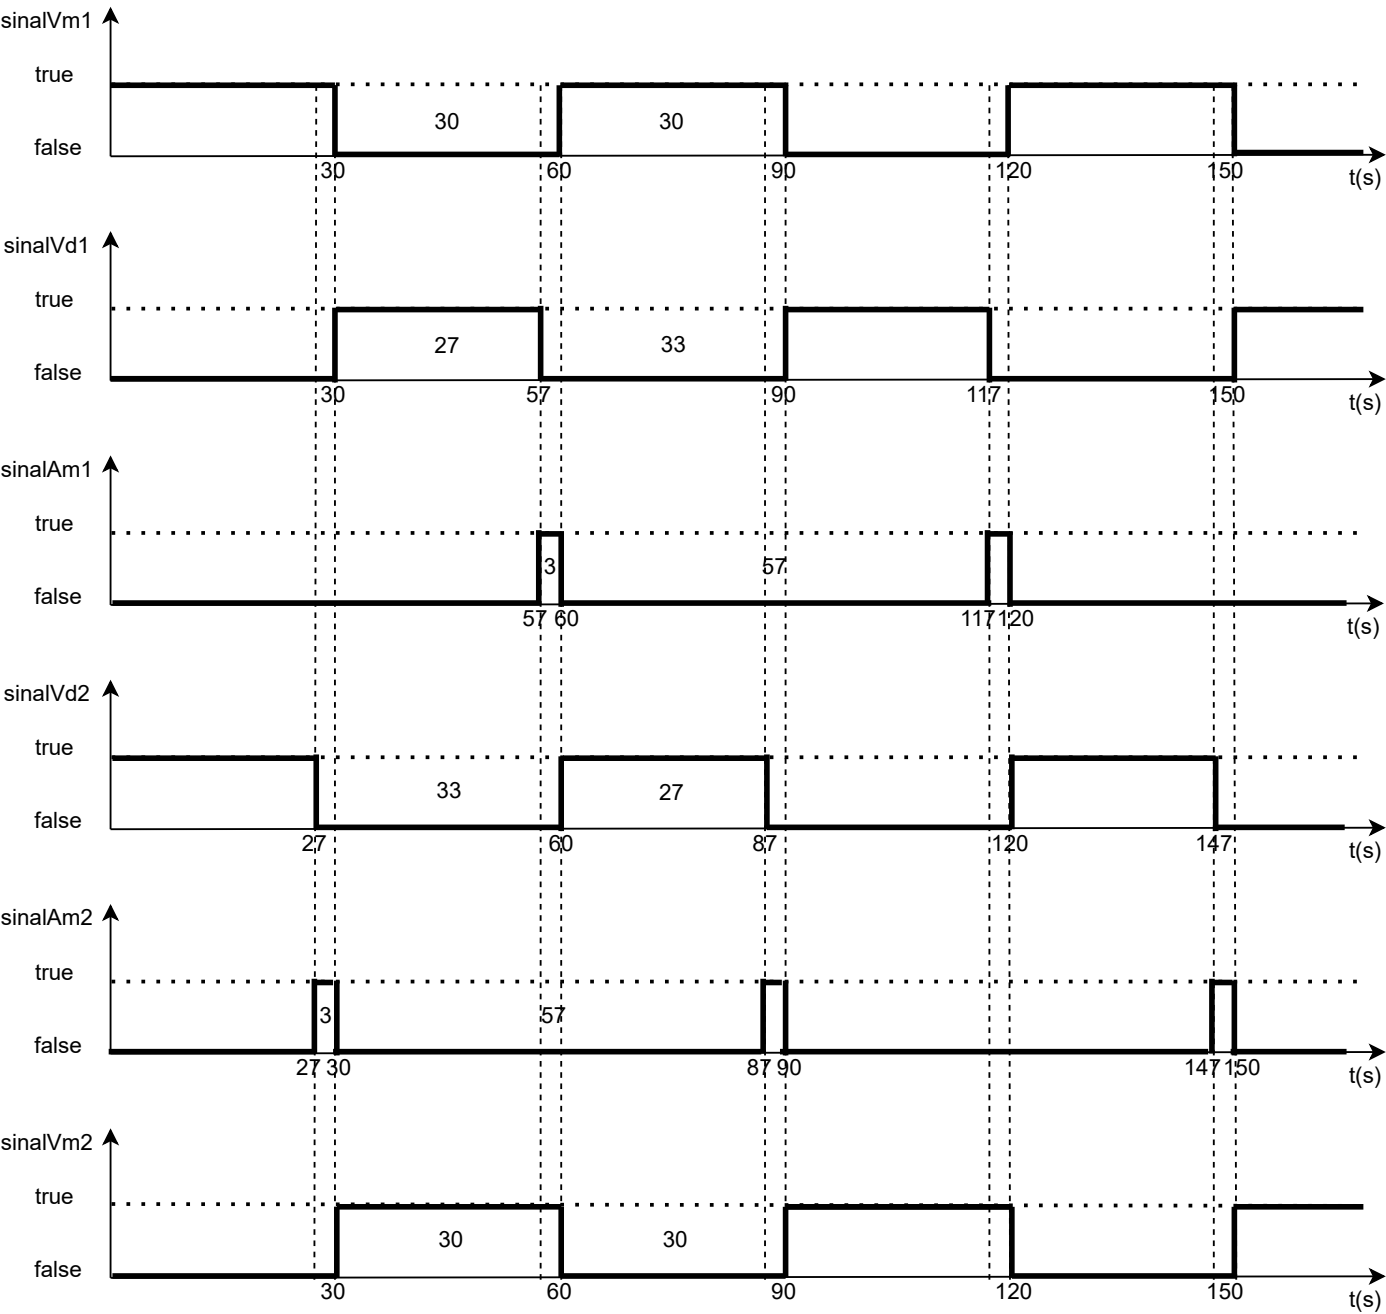 sinalVm1
true
30 30
false
30 60 90 120 150
t(s)
sinalVd1
true
27 33
false
30 57 90 117 150
t(s)
sinalAm1
true
3 57
false
57 60 117 120
t(s)
sinalVd2
true
33 27
false
27 60 87 120 147
t(s)
sinalAm2
true
3 57
false
27 30 87 90 147 150
t(s)
sinalVm2
true
30 30
false
30 60 90 120 150
t(s)